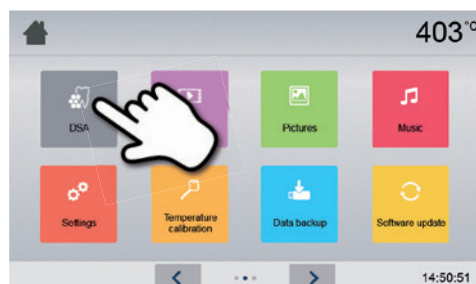 403°C
DSA
Pictures
Music
Settings
Temperature
calibration
Data backup
Software update
14:50:51